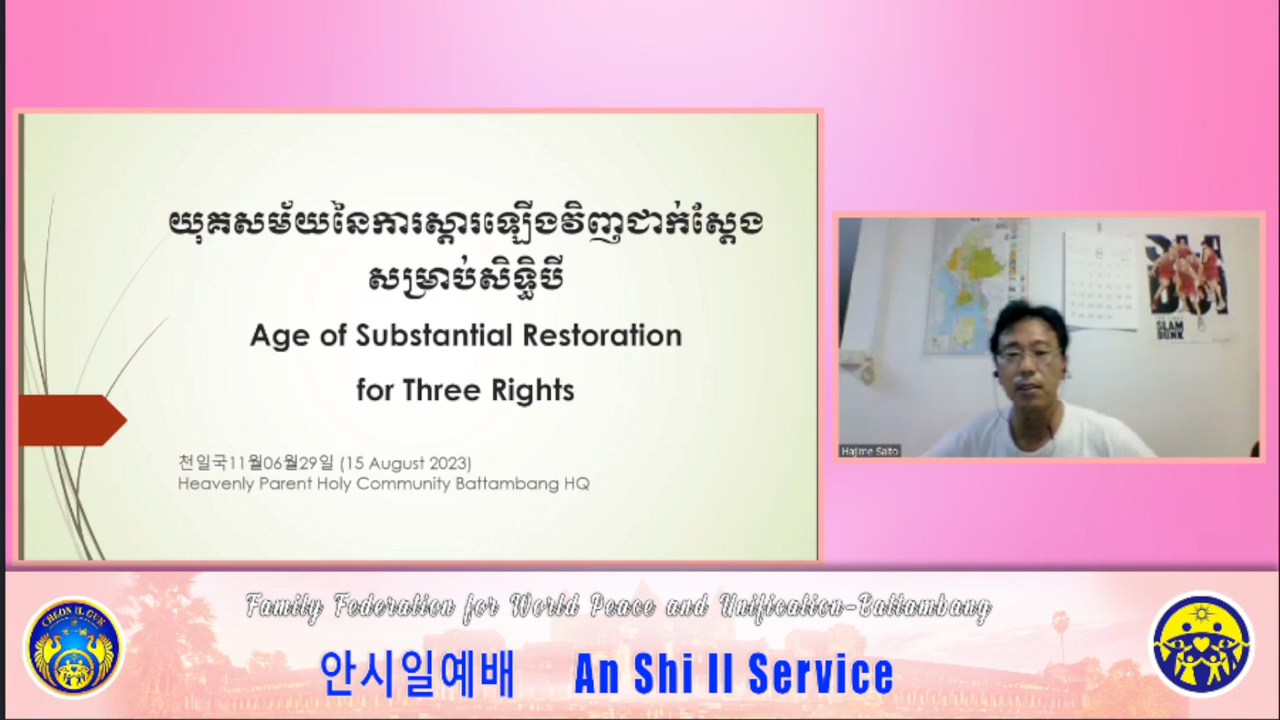 យុគសម័យនៃការស្តារឡើងវិញជាក់ស្តែង
សម្រាប់សិទ្ធិបី
Age of Substantial Restoration
for Three Rights
천일국11월06월29일 (15 August 2023)
Heavenly Parent Holy Community Battambang HQ
SLAM
DUNK
Hajime Saito
Family Federation for World Peace and Unification-Battambang
CHEON IL GUK
안시일예배 An Shi Il Service